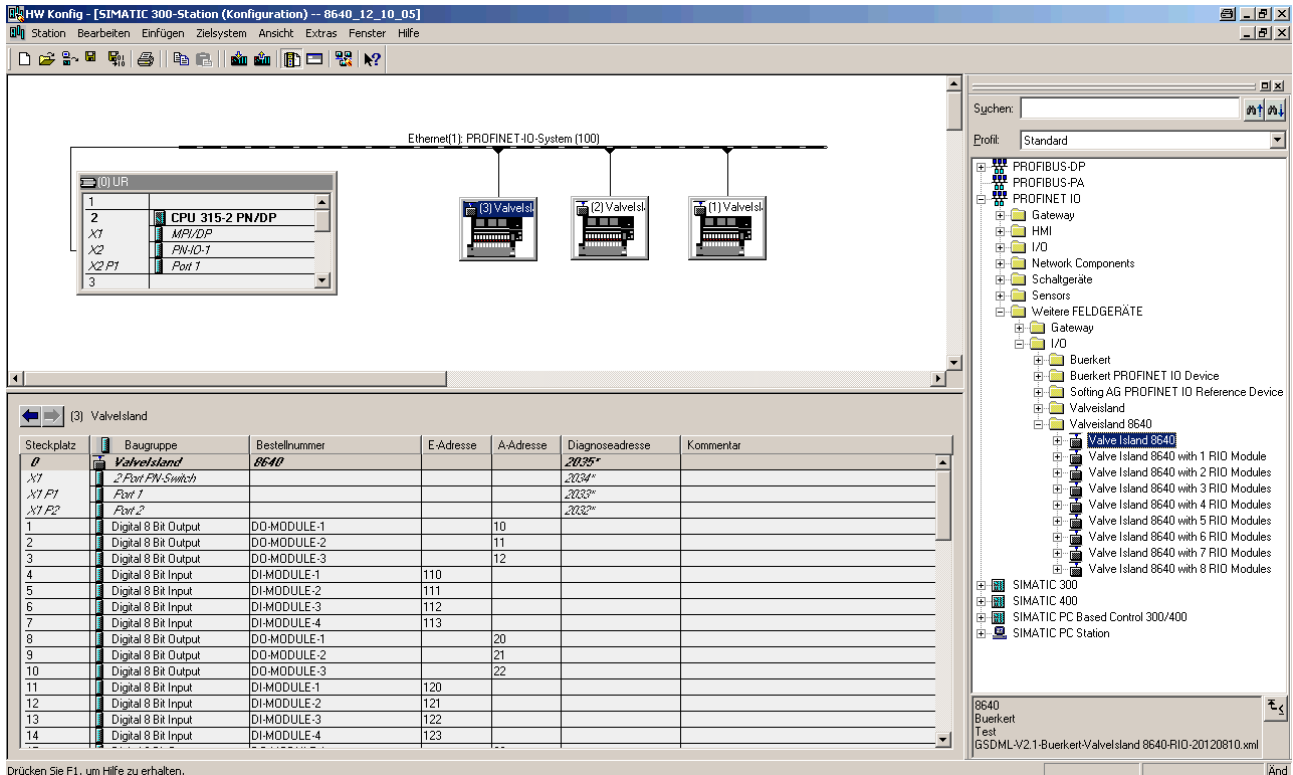 HW Konfig - [SIMATIC 300-Station (Konfiguration) -- 8640_12_10_05]
Station Bearbeiten Einfügen Zielsystem Ansicht Extras Fenster Hilfe
Ethernet(1): PROFINET-IO-System (100)
(0) UR
1
2 CPU 315-2 PN/DP
X1 MPI/DP
X2 PN-IO-1
X2 P1 Port 1
3
(3) ValveIsl
(2) ValveIsl
(1) ValveIsl
(3) ValveIsland
Steckplatz Baugruppe Bestellnummer E-Adresse A-Adresse Diagnoseadresse Kommentar
0 ValveIsland 8640 2035*
X1 2 Port PN-Switch 2034*
X1 P1 Port 1 2033*
X1 P2 Port 2 2032*
1 Digital 8 Bit Output DO-MODULE-1 10
2 Digital 8 Bit Output DO-MODULE-2 11
3 Digital 8 Bit Output DO-MODULE-3 12
4 Digital 8 Bit Input DI-MODULE-1 110
5 Digital 8 Bit Input DI-MODULE-2 111
6 Digital 8 Bit Input DI-MODULE-3 112
7 Digital 8 Bit Input DI-MODULE-4 113
8 Digital 8 Bit Output DO-MODULE-1 20
9 Digital 8 Bit Output DO-MODULE-2 21
10 Digital 8 Bit Output DO-MODULE-3 22
11 Digital 8 Bit Input DI-MODULE-1 120
12 Digital 8 Bit Input DI-MODULE-2 121
13 Digital 8 Bit Input DI-MODULE-3 122
14 Digital 8 Bit Input DI-MODULE-4 123
Suchen:
Profil: Standard
PROFIBUS-DP
PROFIBUS-PA
PROFINET IO
Gateway
HMI
I/O
Network Components
Schaltgeräte
Sensors
Weitere FELDGERÄTE
Gateway
I/O
Buerkert
Buerkert PROFINET IO Device
Softing AG PROFINET IO Reference Device
Valveisland
Valveisland 8640
Valve Island 8640
Valve Island 8640 with 1 RIO Module
Valve Island 8640 with 2 RIO Modules
Valve Island 8640 with 3 RIO Modules
Valve Island 8640 with 4 RIO Modules
Valve Island 8640 with 5 RIO Modules
Valve Island 8640 with 6 RIO Modules
Valve Island 8640 with 7 RIO Modules
Valve Island 8640 with 8 RIO Modules
SIMATIC 300
SIMATIC 400
SIMATIC PC Based Control 300/400
SIMATIC PC Station
8640
Buerkert
Test
GSDML-V2.1-Buerkert-ValveIsland 8640-RIO-20120810.xml
Drücken Sie F1, um Hilfe zu erhalten.
Änd